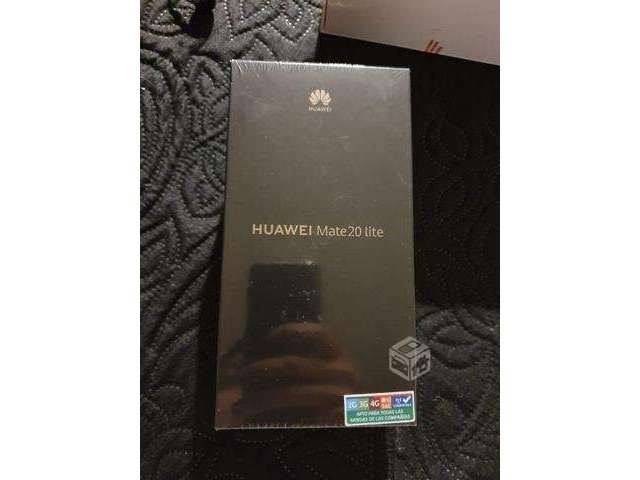 HUAWEI
HUAWEI Mate20 lite
2G 3G 4G
APTO PARA TODAS LAS
BANDAS DE LAS COMPAÑÍAS